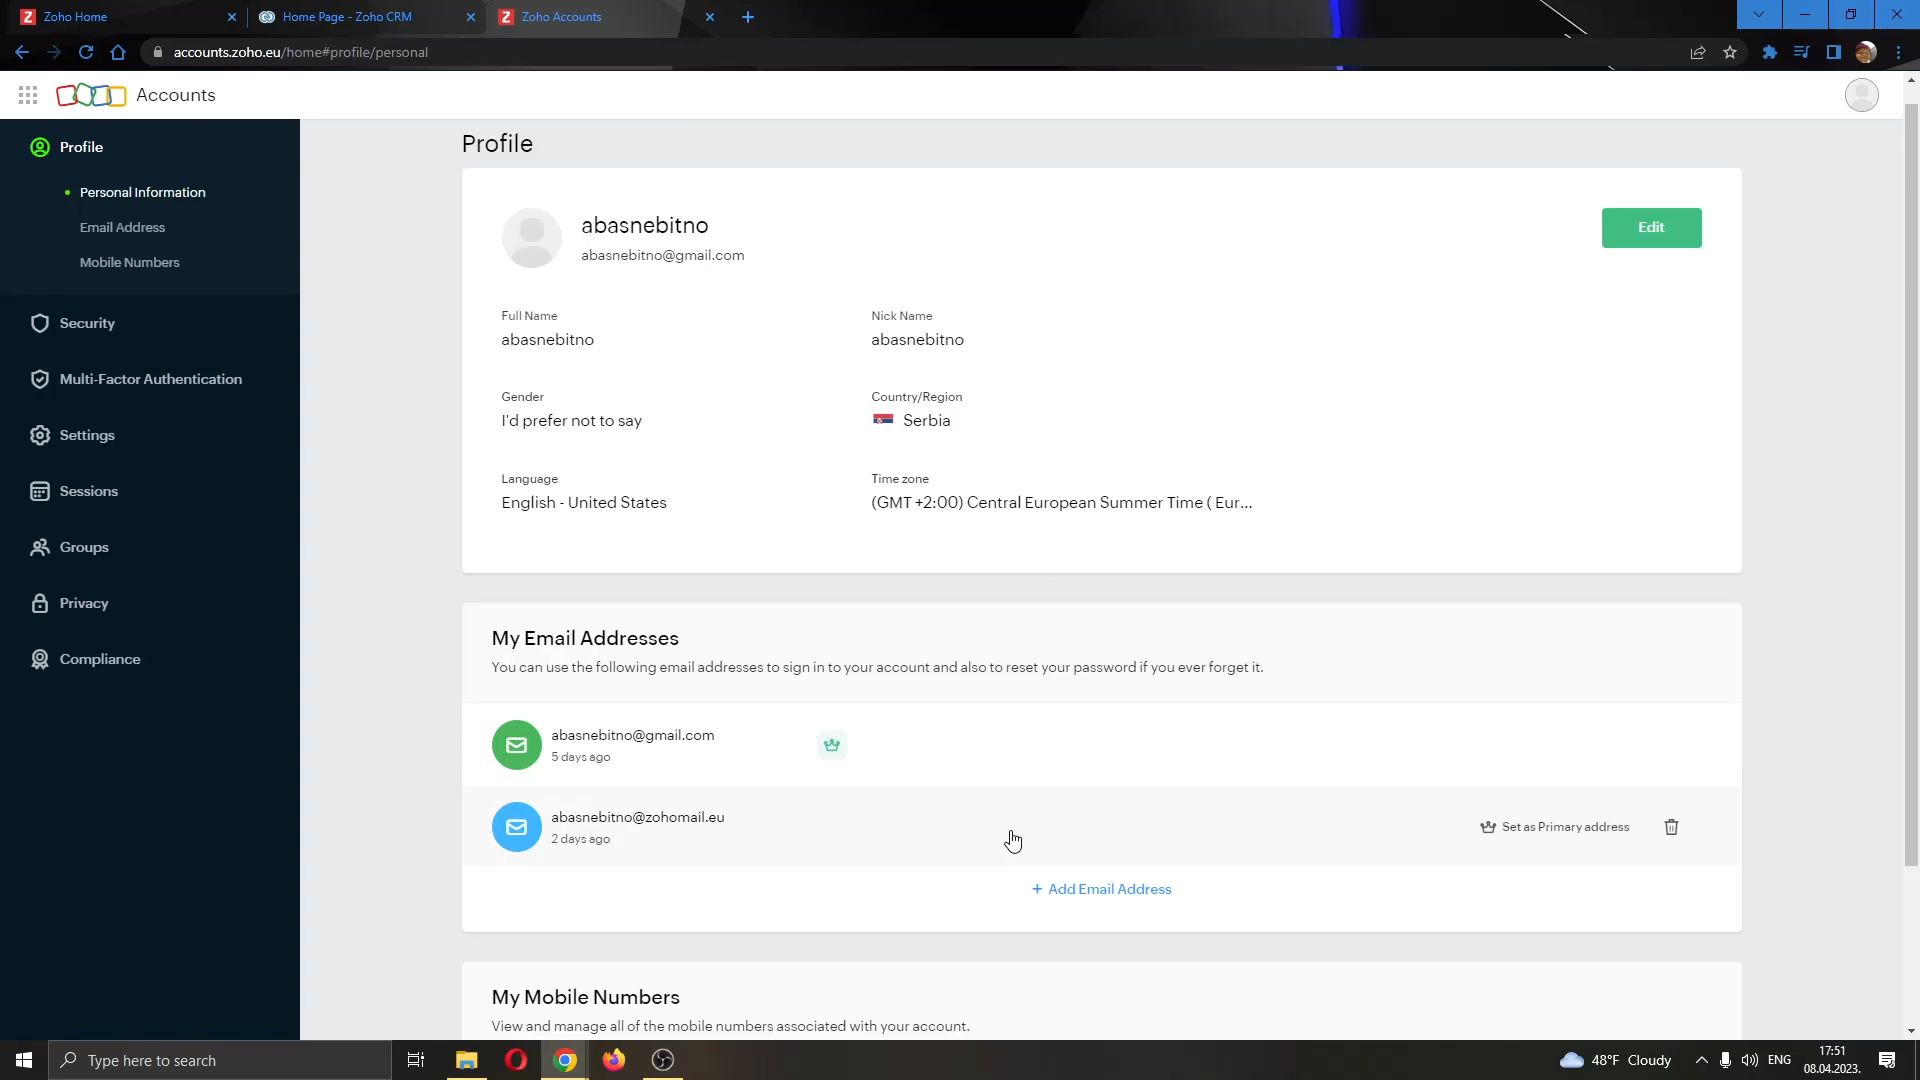 Zoho Home
Home Page - Zoho CRM
Zoho Accounts
accounts.zoho.eu/home#profile/personal
Accounts
Profile
Personal Information
Email Address
Mobile Numbers
Security
Multi-Factor Authentication
Settings
Sessions
Groups
Privacy
Compliance
Profile
abasnebitno
abasnebitno@gmail.com
Edit
Full Name
abasnebitno
Nick Name
abasnebitno
Gender
I'd prefer not to say
Country/Region
Serbia
Language
English - United States
Time zone
(GMT +2:00) Central European Summer Time ( Eur...
My Email Addresses
You can use the following email addresses to sign in to your account and also to reset your password if you ever forget it.
abasnebitno@gmail.com
5 days ago
abasnebitno@zohomail.eu
2 days ago
Set as Primary address
+ Add Email Address
My Mobile Numbers
View and manage all of the mobile numbers associated with your account.
Type here to search
48°F Cloudy
ENG
17:51
08.04.2023.